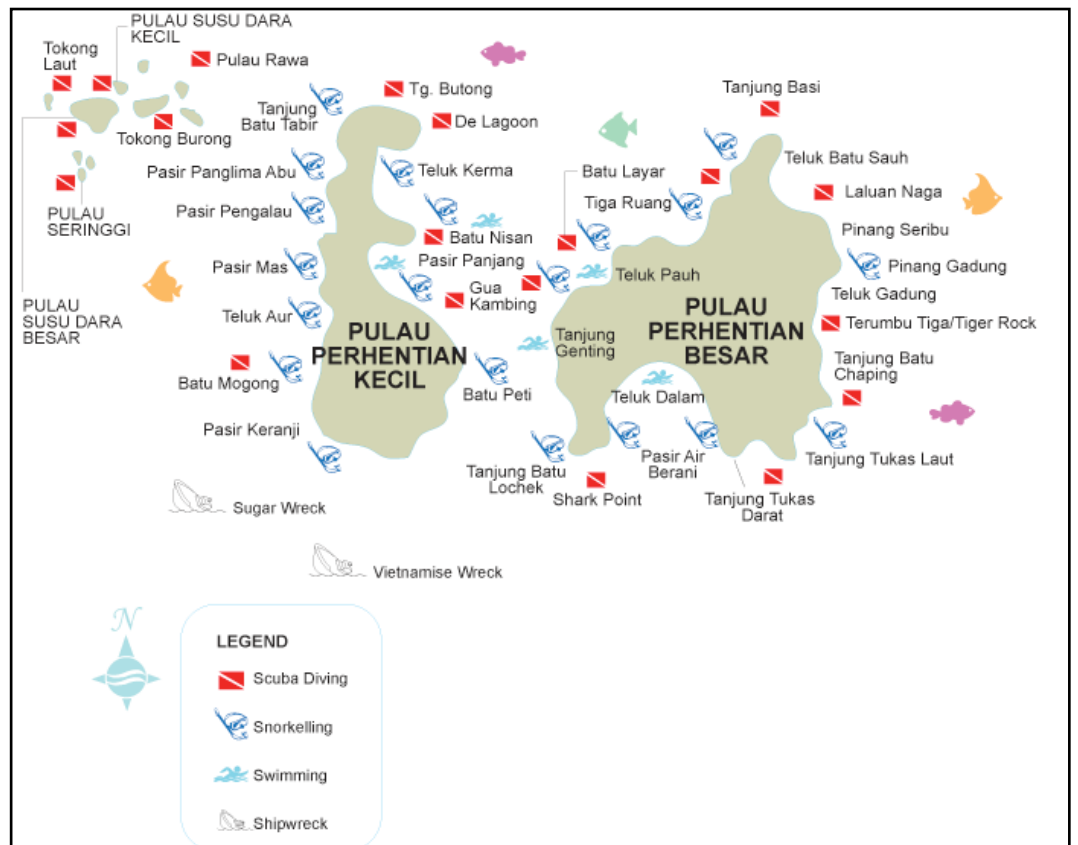 PULAU SUSU DARA
KECIL
Tokong
Laut
Pulau Rawa
Tg. Butong
Tanjung Basi
Tanjung
Batu Tabir
De Lagoon
Tokong Burong
Pasir Panglima Abu
Teluk Kerma
Batu Layar
Teluk Batu Sauh
Laluan Naga
PULAU
SERINGGI
Pasir Pengalau
Tiga Ruang
Pinang Seribu
Batu Nisan
Pasir Mas
Pasir Panjang
Teluk Pauh
Pinang Gadung
Gua
Kambing
Teluk Gadung
PULAU
SUSU DARA
BESAR
Teluk Aur
PULAU
PERHENTIAN
KECIL
Tanjung
Genting
PULAU
PERHENTIAN
BESAR
Terumbu Tiga/Tiger Rock
Tanjung Batu
Chaping
Batu Mogong
Batu Peti
Teluk Dalam
Pasir Keranji
Tanjung Batu
Lochek
Pasir Air
Berani
Tanjung Tukas Laut
Shark Point
Tanjung Tukas
Darat
Sugar Wreck
Vietnamise Wreck
N
LEGEND
Scuba Diving
Snorkelling
Swimming
Shipwreck